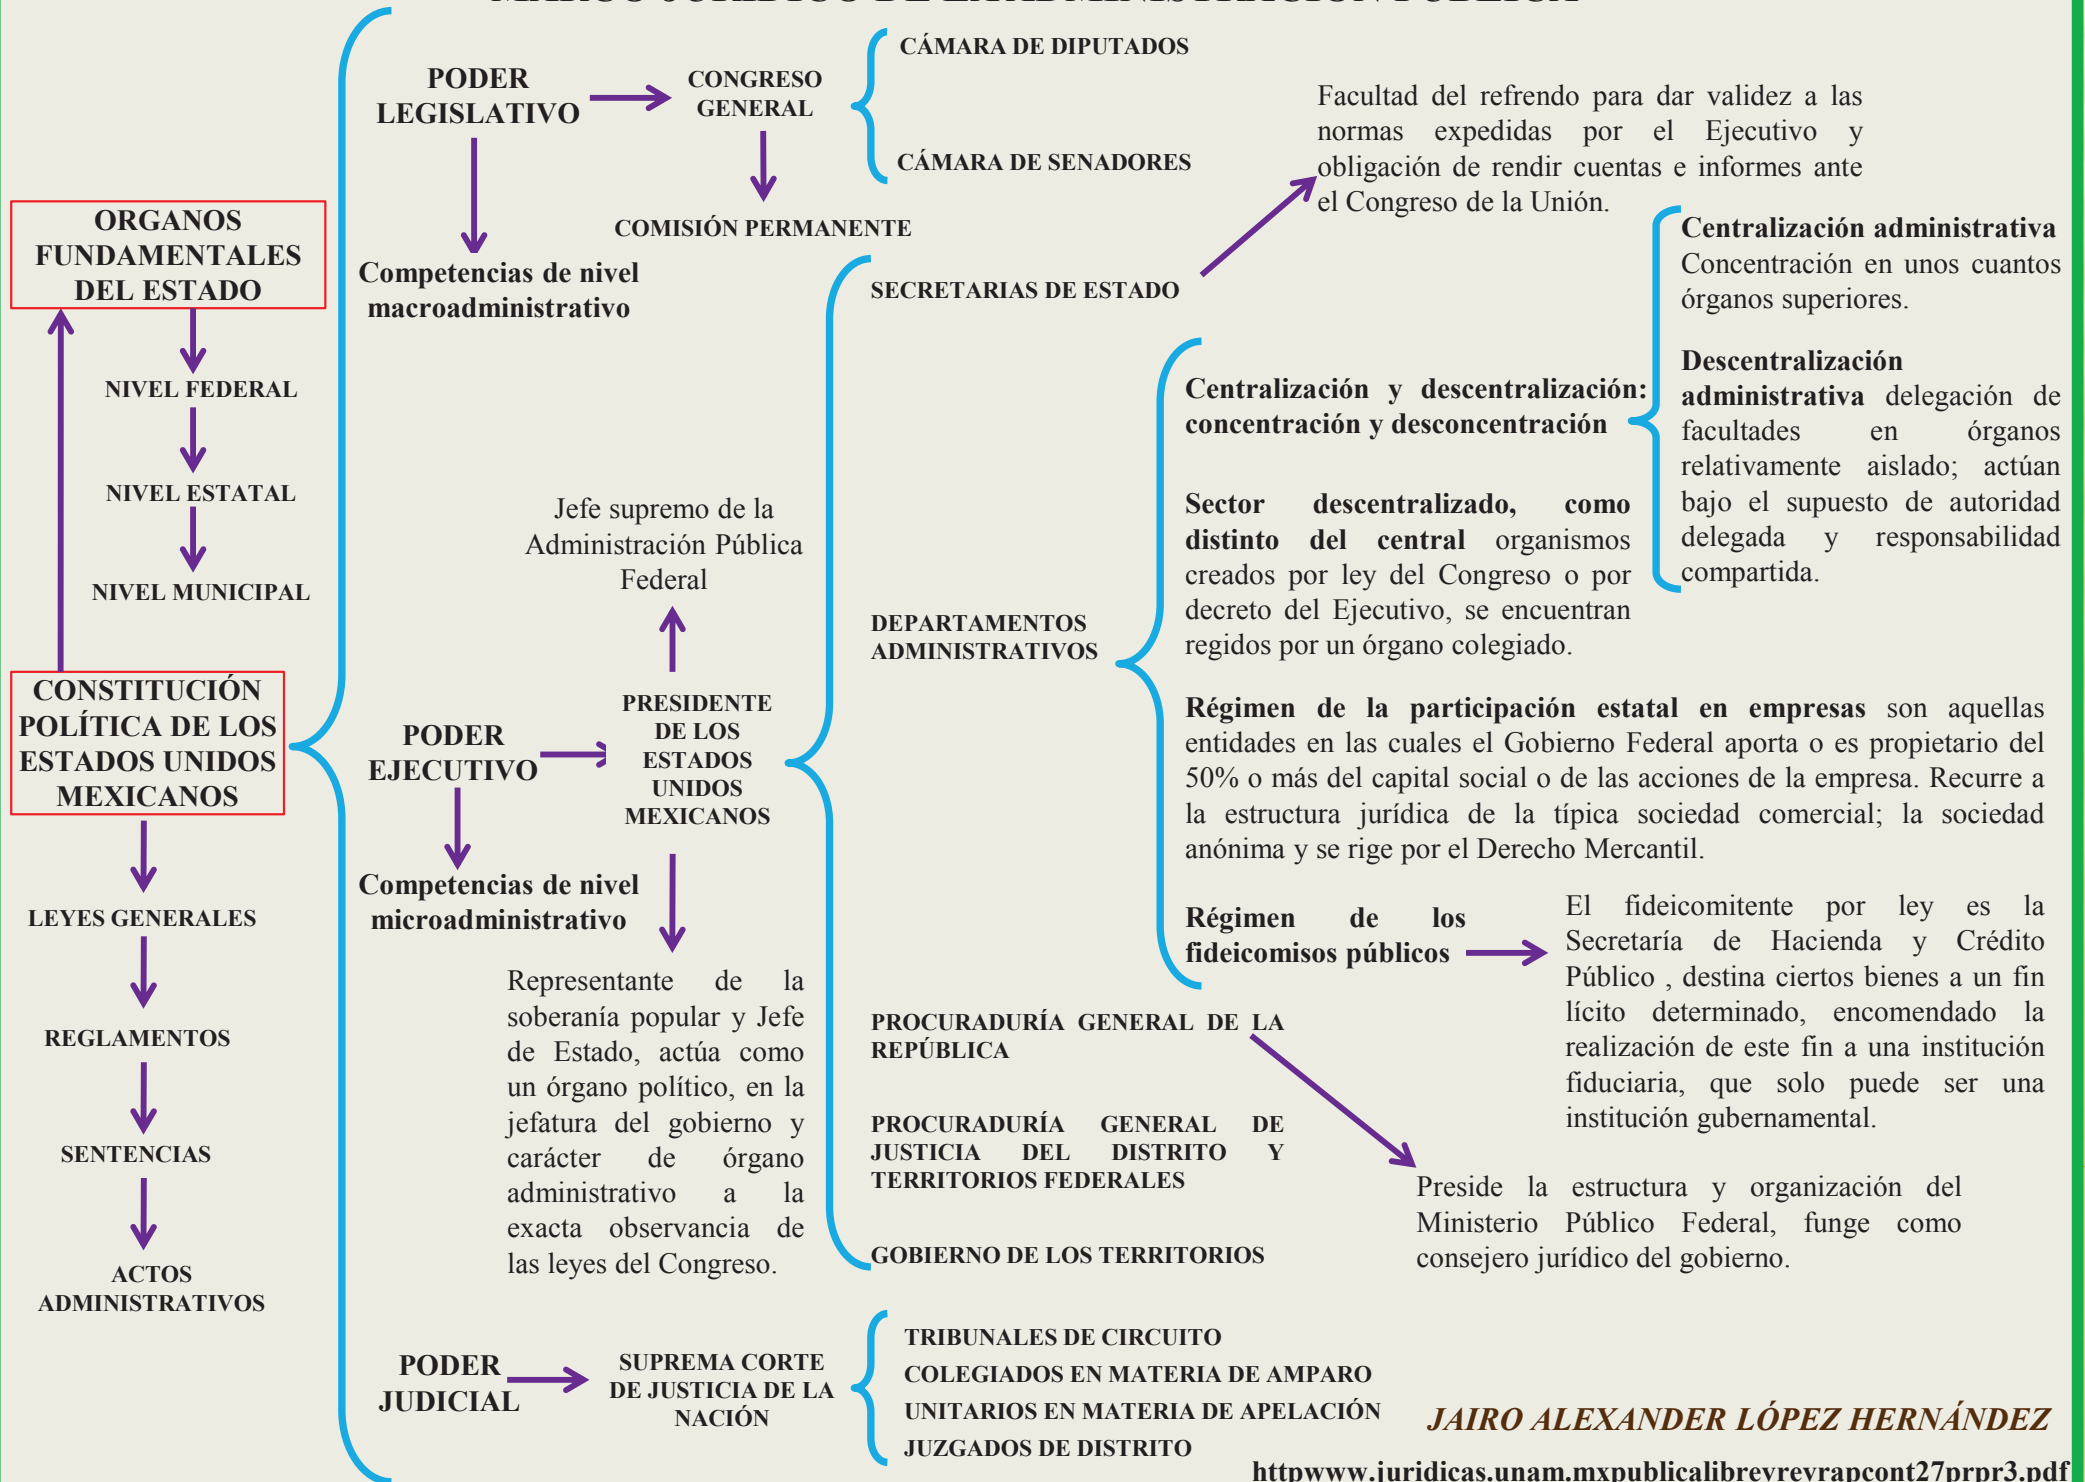 MARCO JURÍDICO DE LA ADMINISTRACIÓN PÚBLICA
ORGANOS
FUNDAMENTALES
DEL ESTADO
NIVEL FEDERAL
NIVEL ESTATAL
NIVEL MUNICIPAL
CONSTITUCIÓN
POLÍTICA DE LOS
ESTADOS UNIDOS
MEXICANOS
LEYES GENERALES
REGLAMENTOS
SENTENCIAS
ACTOS
ADMINISTRATIVOS
PODER
LEGISLATIVO
CONGRESO
GENERAL
CÁMARA DE DIPUTADOS
CÁMARA DE SENADORES
COMISIÓN PERMANENTE
Competencias de nivel
macroadministrativo
PODER
EJECUTIVO
Competencias de nivel
microadministrativo
Jefe supremo de la
Administración Pública
Federal
PRESIDENTE
DE LOS
ESTADOS
UNIDOS
MEXICANOS
Representante de la
soberanía popular y Jefe
de Estado, actúa como
un órgano político, en la
jefatura del gobierno y
carácter de órgano
administrativo a la
exacta observancia de
las leyes del Congreso.
SECRETARIAS DE ESTADO
Facultad del refrendo para dar validez a las
normas expedidas por el Ejecutivo y
obligación de rendir cuentas e informes ante
el Congreso de la Unión.
DEPARTAMENTOS
ADMINISTRATIVOS
Centralización y descentralización:
concentración y desconcentración
Centralización administrativa
Concentración en unos cuantos
órganos superiores.
Descentralización
administrativa delegación de
facultades en órganos
relativamente aislado; actúan
bajo el supuesto de autoridad
delegada y responsabilidad
compartida.
Sector descentralizado, como
distinto del central organismos
creados por ley del Congreso o por
decreto del Ejecutivo, se encuentran
regidos por un órgano colegiado.
Régimen de la participación estatal en empresas son aquellas
entidades en las cuales el Gobierno Federal aporta o es propietario del
50% o más del capital social o de las acciones de la empresa. Recurre a
la estructura jurídica de la típica sociedad comercial; la sociedad
anónima y se rige por el Derecho Mercantil.
Régimen de los
fideicomisos públicos
El fideicomitente por ley es la
Secretaría de Hacienda y Crédito
Público , destina ciertos bienes a un fin
lícito determinado, encomendado la
realización de este fin a una institución
fiduciaria, que solo puede ser una
institución gubernamental.
PROCURADURÍA GENERAL DE LA
REPÚBLICA
Preside la estructura y organización del
Ministerio Público Federal, funge como
consejero jurídico del gobierno.
PROCURADURÍA GENERAL DE
JUSTICIA DEL DISTRITO Y
TERRITORIOS FEDERALES
GOBIERNO DE LOS TERRITORIOS
PODER
JUDICIAL
SUPREMA CORTE
DE JUSTICIA DE LA
NACIÓN
TRIBUNALES DE CIRCUITO
COLEGIADOS EN MATERIA DE AMPARO
UNITARIOS EN MATERIA DE APELACIÓN
JUZGADOS DE DISTRITO
JAIRO ALEXANDER LÓPEZ HERNÁNDEZ
httpwww.juridicas.unam.mxpublicalibrevrevrapcont27prpr3.pdf